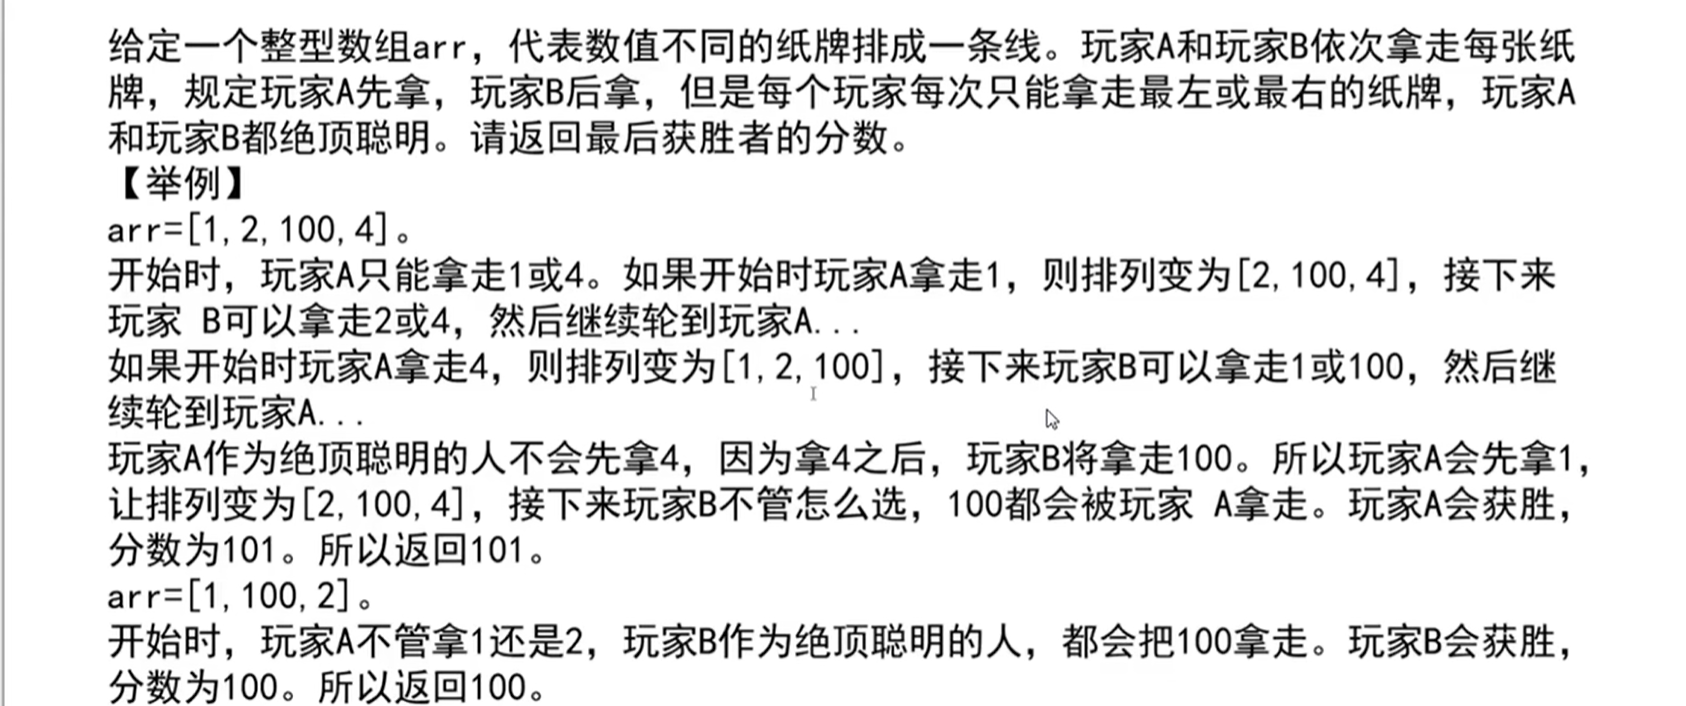 给定一个整型数组arr，代表数值不同的纸牌排成一条线。玩家A和玩家B依次拿走每张纸
牌，规定玩家A先拿，玩家B后拿，但是每个玩家每次只能拿走最左或最右的纸牌，玩家A
和玩家B都绝顶聪明。请返回最后获胜者的分数。
【举例】
arr=[1,2,100,4]。
开始时，玩家A只能拿走1或4。如果开始时玩家A拿走1，则排列变为[2,100,4]，接下来
玩家 B可以拿走2或4，然后继续轮到玩家A...
如果开始时玩家A拿走4，则排列变为[1,2,100]，接下来玩家B可以拿走1或100，然后继
续轮到玩家A...
玩家A作为绝顶聪明的人不会先拿4，因为拿4之后，玩家B将拿走100。所以玩家A会先拿1，
让排列变为[2,100,4]，接下来玩家B不管怎么选，100都会被玩家 A拿走。玩家A会获胜，
分数为101。所以返回101。
arr=[1,100,2]。
开始时，玩家A不管拿1还是2，玩家B作为绝顶聪明的人，都会把100拿走。玩家B会获胜，
分数为100。所以返回100。